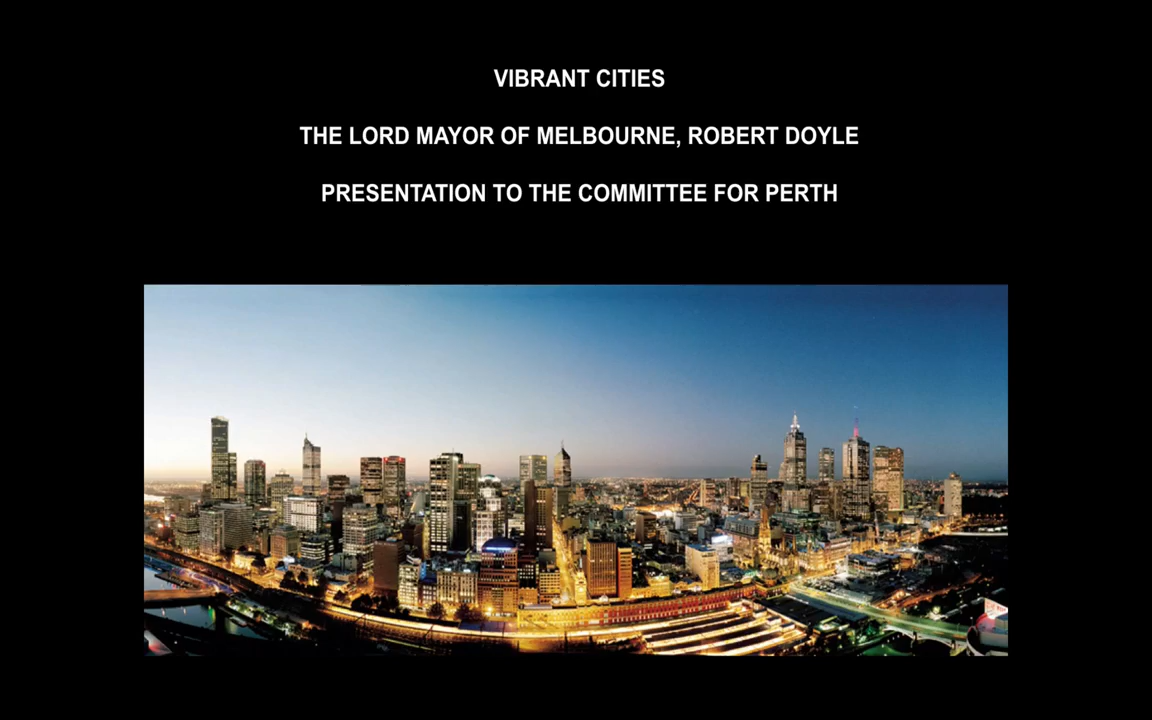 VIBRANT CITIES
THE LORD MAYOR OF MELBOURNE, ROBERT DOYLE
PRESENTATION TO THE COMMITTEE FOR PERTH